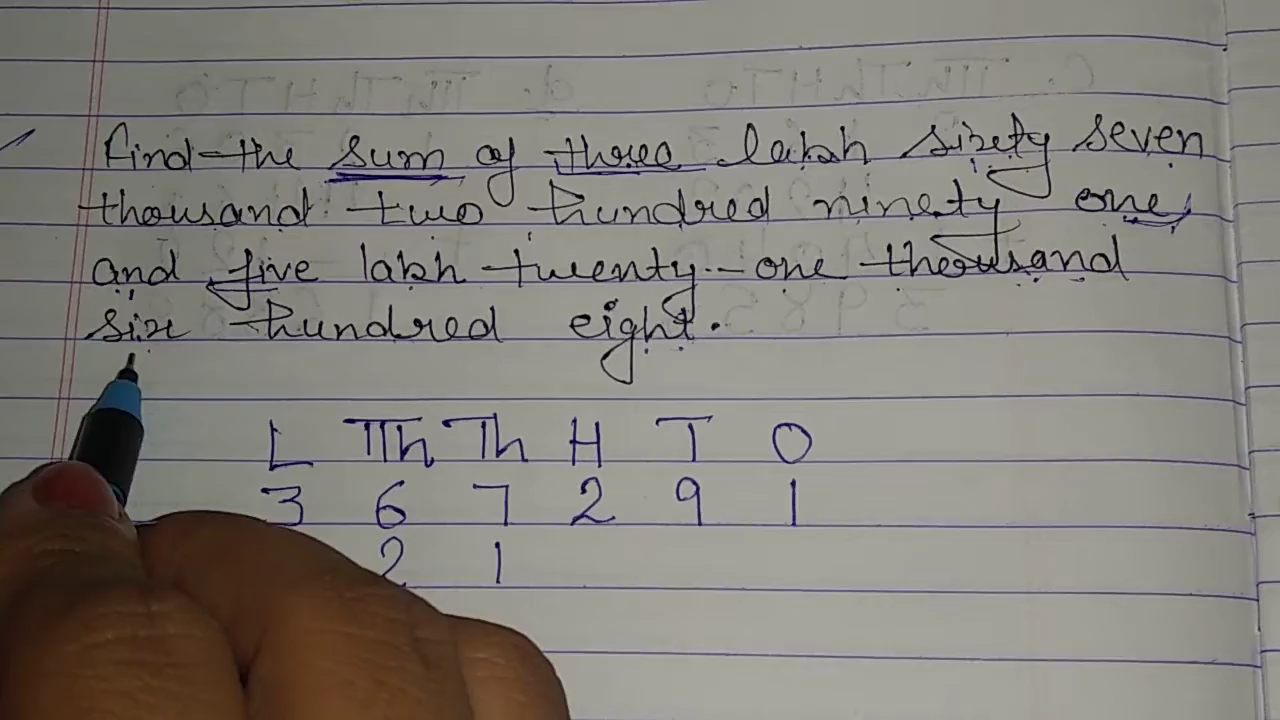 Find the sum of three lakh sixty seven
thousand two hundred ninety one,
and five lakh twenty-one thousand
six hundred eight.
L TTh Th H T O
3 6 7 2 9 1
2 1